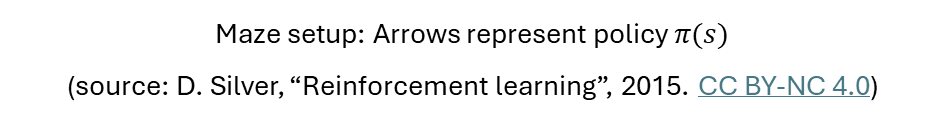 Maze setup: Arrows represent policy π(s)
(source: D. Silver, “Reinforcement learning”, 2015. CC BY-NC 4.0)